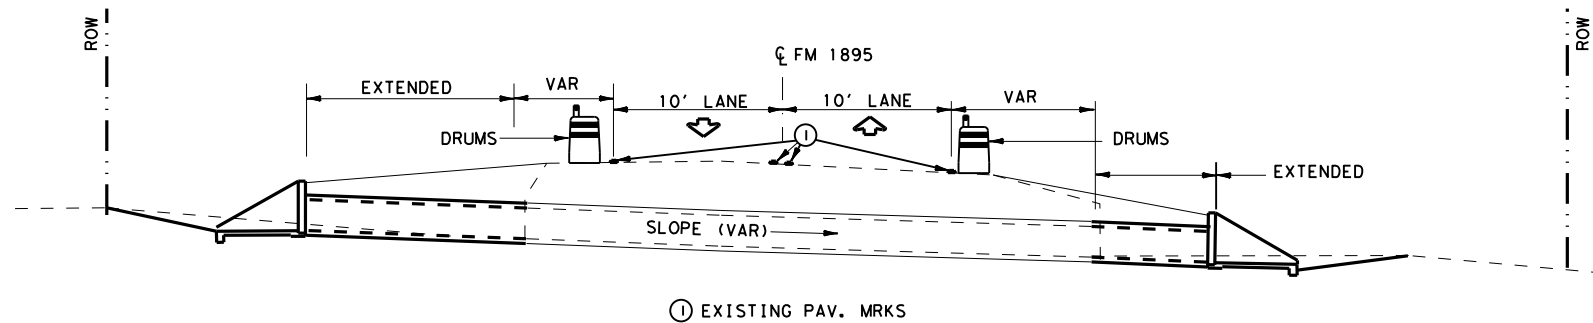 ROW
ROW
℄ FM 1895
EXTENDED
VAR
10' LANE
10' LANE
VAR
DRUMS
1
DRUMS
EXTENDED
SLOPE (VAR)
1 EXISTING PAV. MRKS